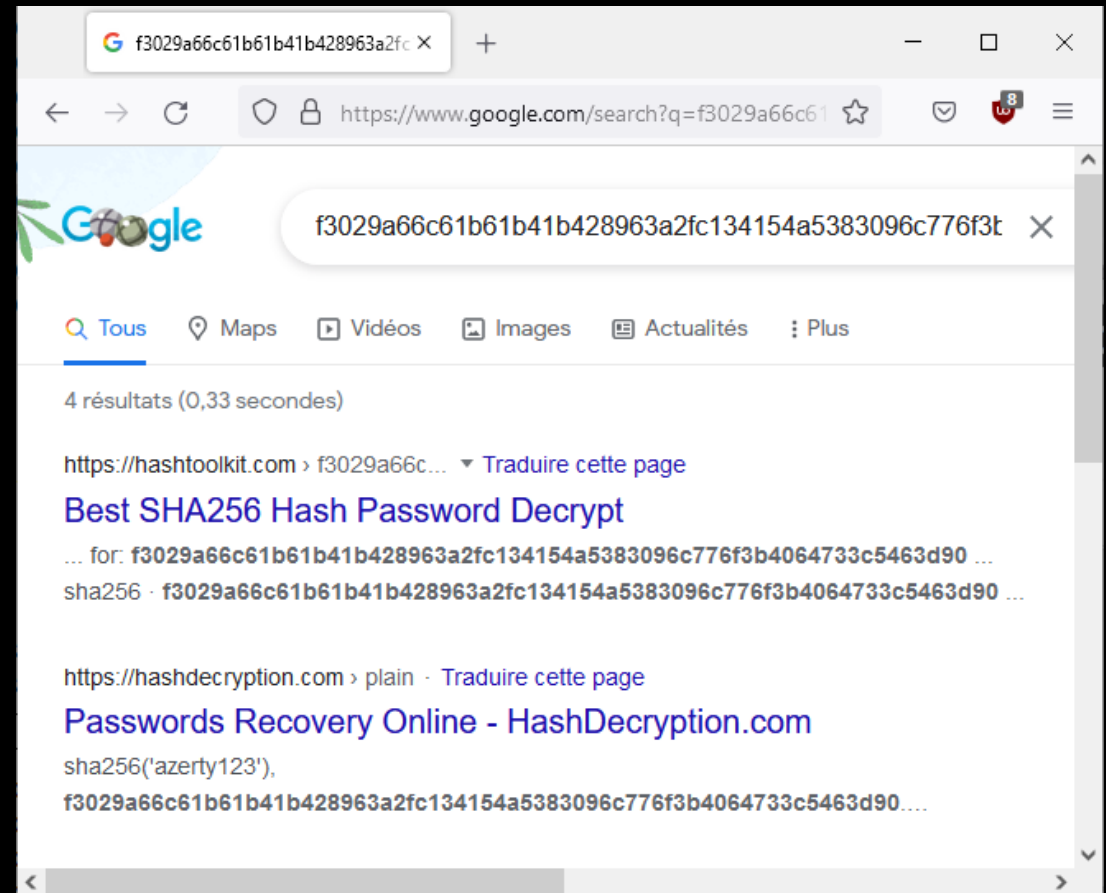 f3029a66c61b61b41b428963a2fc
8
https://www.google.com/search?q=f3029a66c61
Google
f3029a66c61b61b41b428963a2fc134154a5383096c776f3b
Tous Maps Vidéos Images Actualités Plus
4 résultats (0,33 secondes)
https://hashtoolkit.com › f3029a66c... Traduire cette page
Best SHA256 Hash Password Decrypt
... for: f3029a66c61b61b41b428963a2fc134154a5383096c776f3b4064733c5463d90 ...
sha256 · f3029a66c61b61b41b428963a2fc134154a5383096c776f3b4064733c5463d90 ...
https://hashdecryption.com › plain · Traduire cette page
Passwords Recovery Online - HashDecryption.com
sha256('azerty123'),
f3029a66c61b61b41b428963a2fc134154a5383096c776f3b4064733c5463d90....